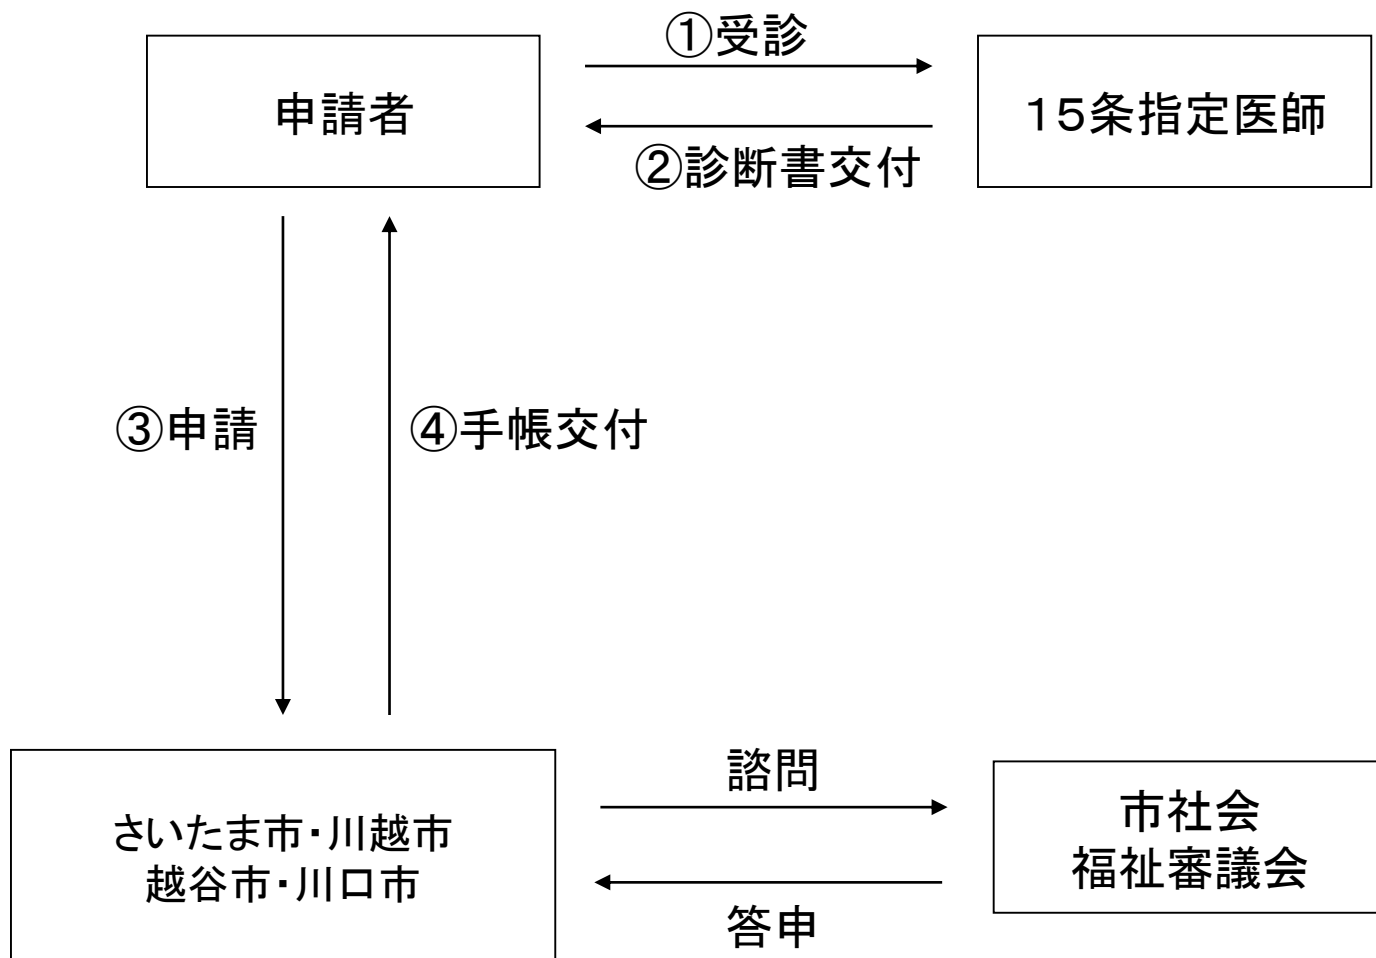 ①受診
申請者
15条指定医師
②診断書交付
③申請
④手帳交付
諮問
さいたま市・川越市
越谷市・川口市
市社会
福祉審議会
答申